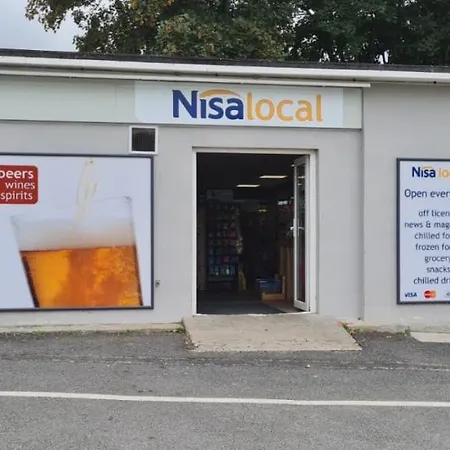 Nisalocal
beers
wines
spirits
Nisa lo
Open ever
off licen
news & mag
chilled fo
frozen fo
grocer
snacks
chilled dri
VISA